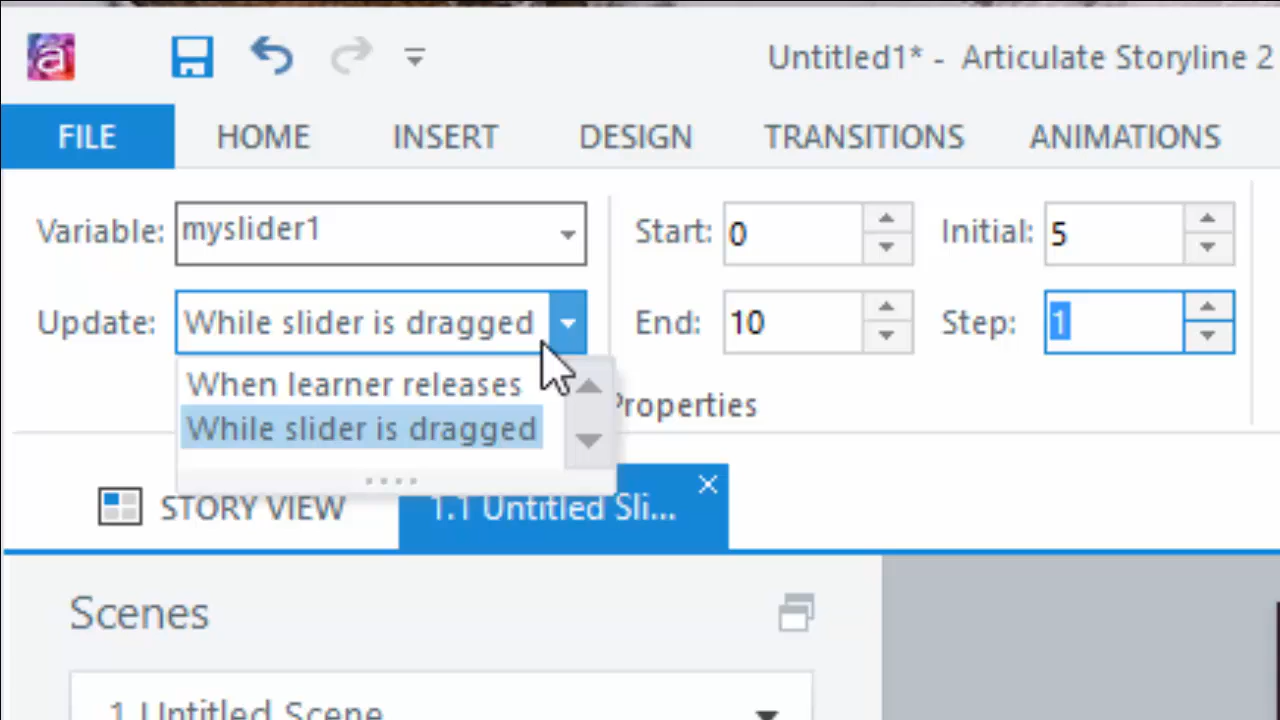 Untitled1* - Articulate Storyline 2
FILE HOME INSERT DESIGN TRANSITIONS ANIMATIONS
Variable: myslider1 Start: 0 Initial: 5
Update: While slider is dragged End: 10 Step: 1
When learner releases
While slider is dragged
Properties
STORY VIEW 1.1 Untitled Sli...
Scenes
1 Untitled Scene